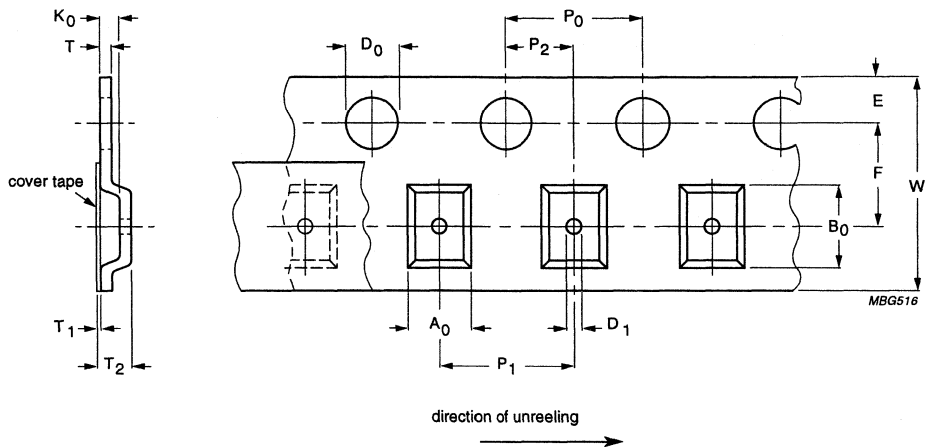 K0
T
D0
P0
P2
E
F
W
cover tape
B0
MBG516
T1
T2
A0
D1
P1
direction of unreeling